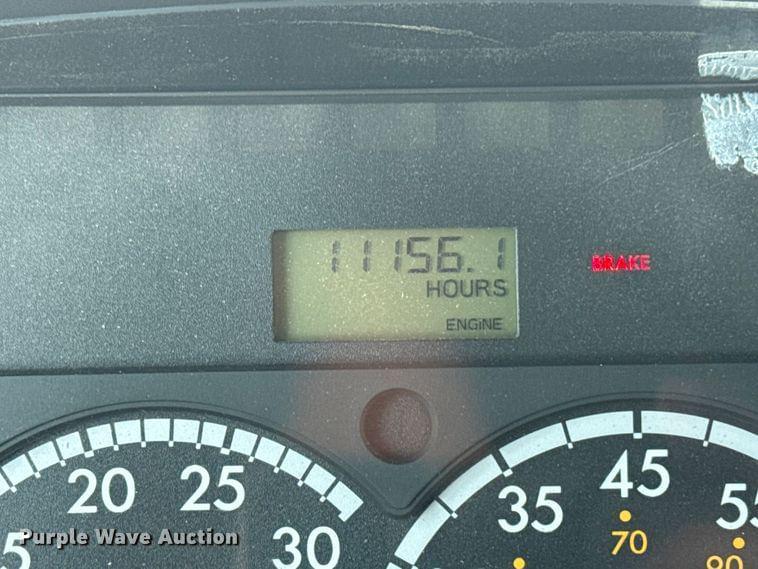 11156.1
HOURS
ENGINE
BRAKE
20 25 30
35 45 55
70
Purple Wave Auction